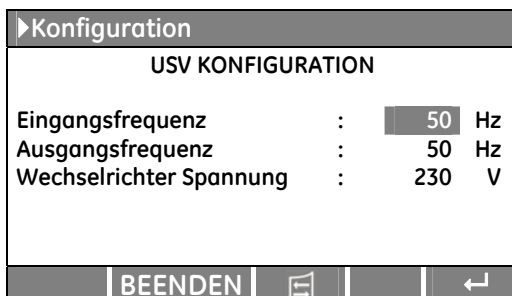 Konfiguration
USV KONFIGURATION
Eingangsfrequenz : 50 Hz
Ausgangsfrequenz : 50 Hz
Wechselrichter Spannung : 230 V
BEENDEN